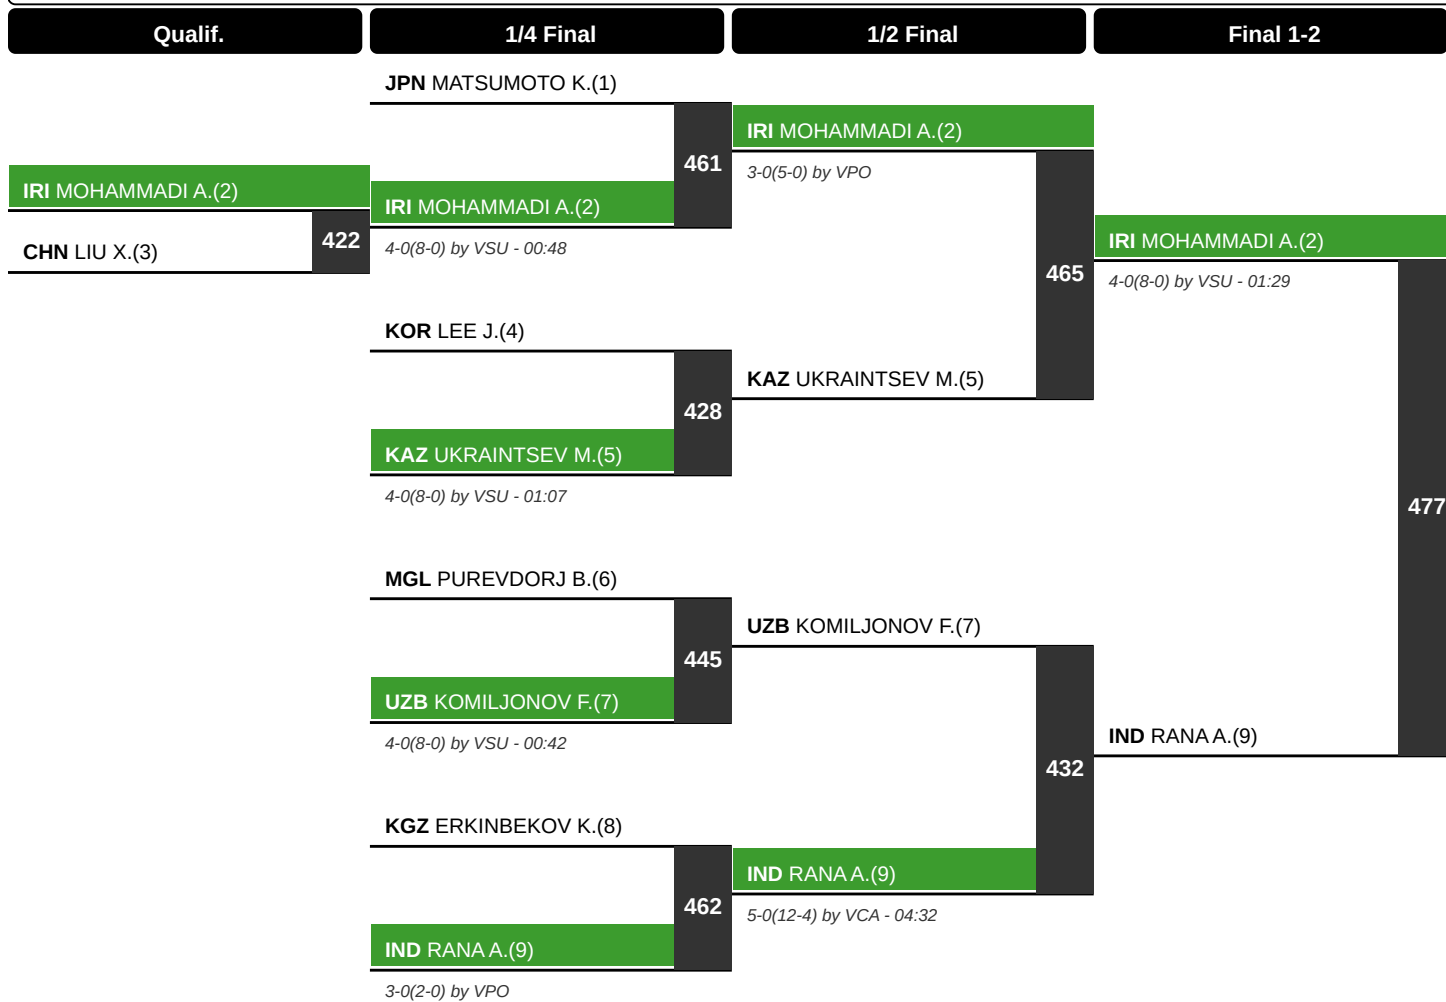 Qualif.
1/4 Final
1/2 Final
Final 1-2
JPN MATSUMOTO K.(1)
IRI MOHAMMADI A.(2)
461
3-0(5-0) by VPO
IRI MOHAMMADI A.(2)
IRI MOHAMMADI A.(2)
422
4-0(8-0) by VSU - 00:48
CHN LIU X.(3)
IRI MOHAMMADI A.(2)
465
4-0(8-0) by VSU - 01:29
KOR LEE J.(4)
KAZ UKRAINTSEV M.(5)
428
KAZ UKRAINTSEV M.(5)
4-0(8-0) by VSU - 01:07
477
MGL PUREVDORJ B.(6)
UZB KOMILJONOV F.(7)
445
UZB KOMILJONOV F.(7)
4-0(8-0) by VSU - 00:42
IND RANA A.(9)
432
KGZ ERKINBEKOV K.(8)
IND RANA A.(9)
462
5-0(12-4) by VCA - 04:32
IND RANA A.(9)
3-0(2-0) by VPO